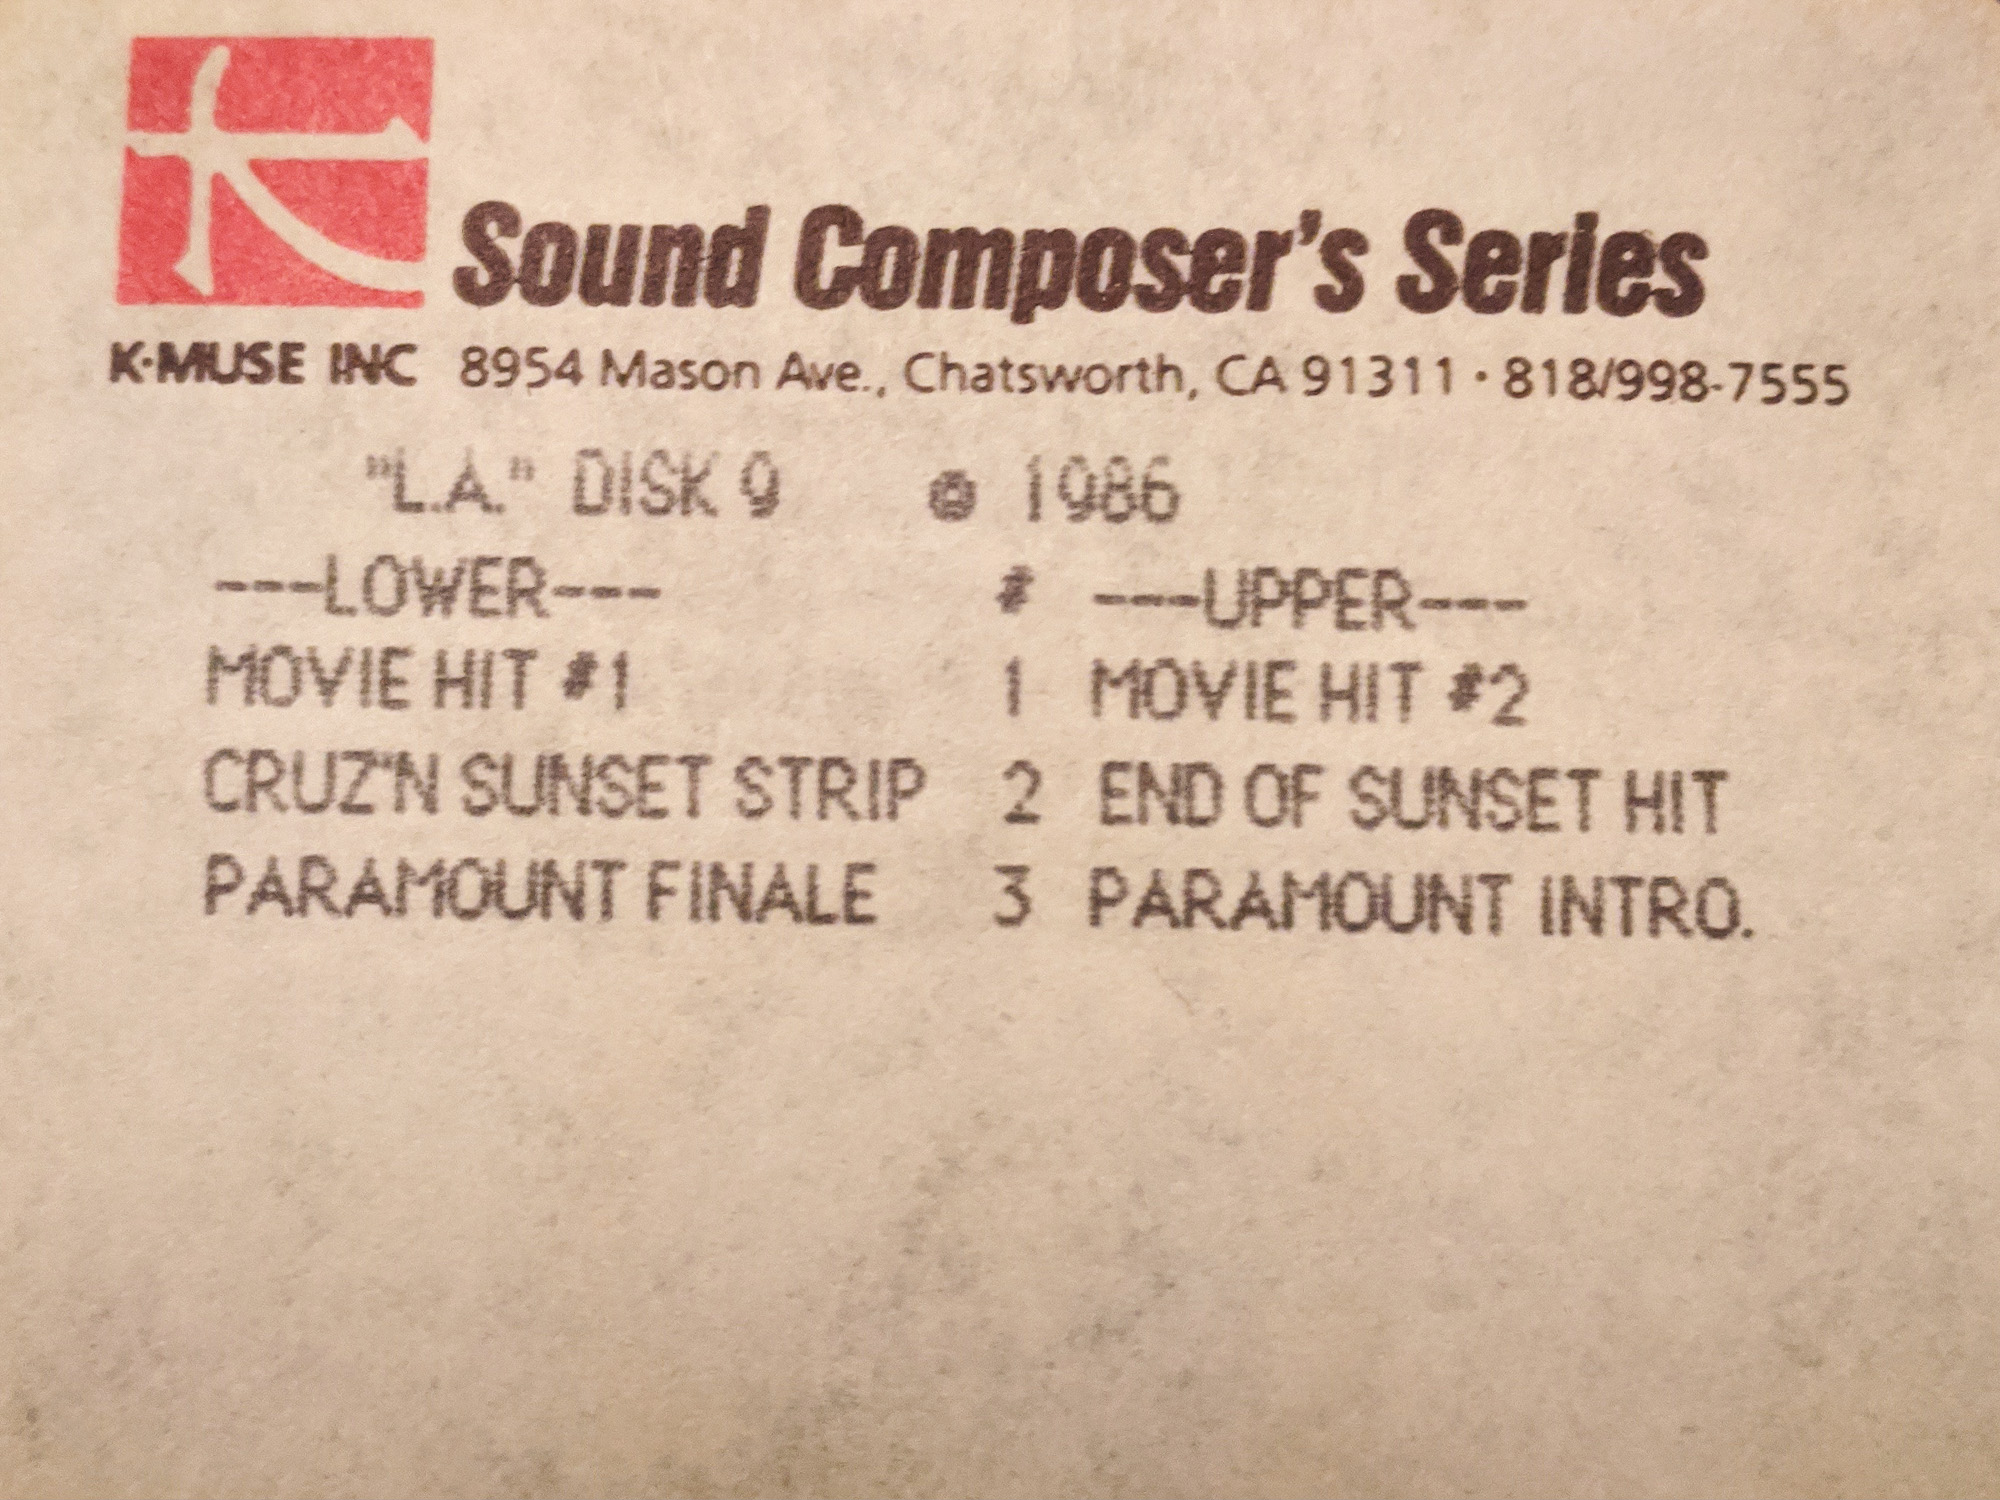 K
Sound Composer's Series
K·MUSE INC 8954 Mason Ave., Chatsworth, CA 91311 · 818/998-7555
"L.A." DISK 9 @ 1986
---LOWER--- # ---UPPER---
MOVIE HIT #1 1 MOVIE HIT #2
CRUZ'N SUNSET STRIP 2 END OF SUNSET HIT
PARAMOUNT FINALE 3 PARAMOUNT INTRO.